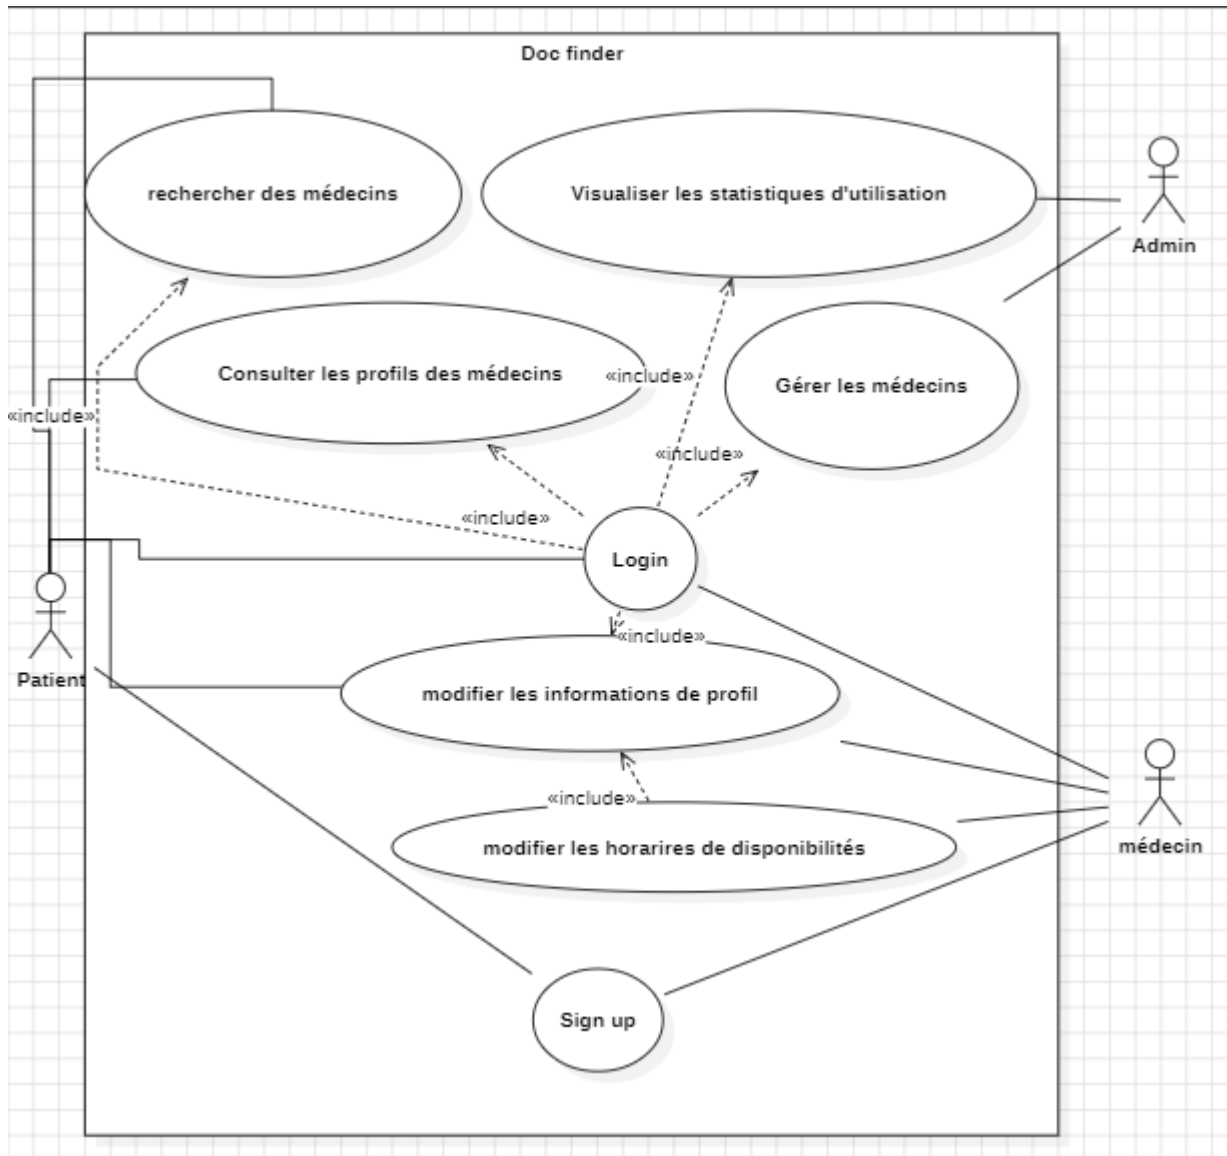 Doc finder
rechercher des médecins
Visualiser les statistiques d'utilisation
Admin
Consulter les profils des médecins
«include»
Gérer les médecins
«include»
«include»
«include»
Login
«include»
Patient
modifier les informations de profil
«include»
modifier les horarires de disponibilités
médecin
Sign up